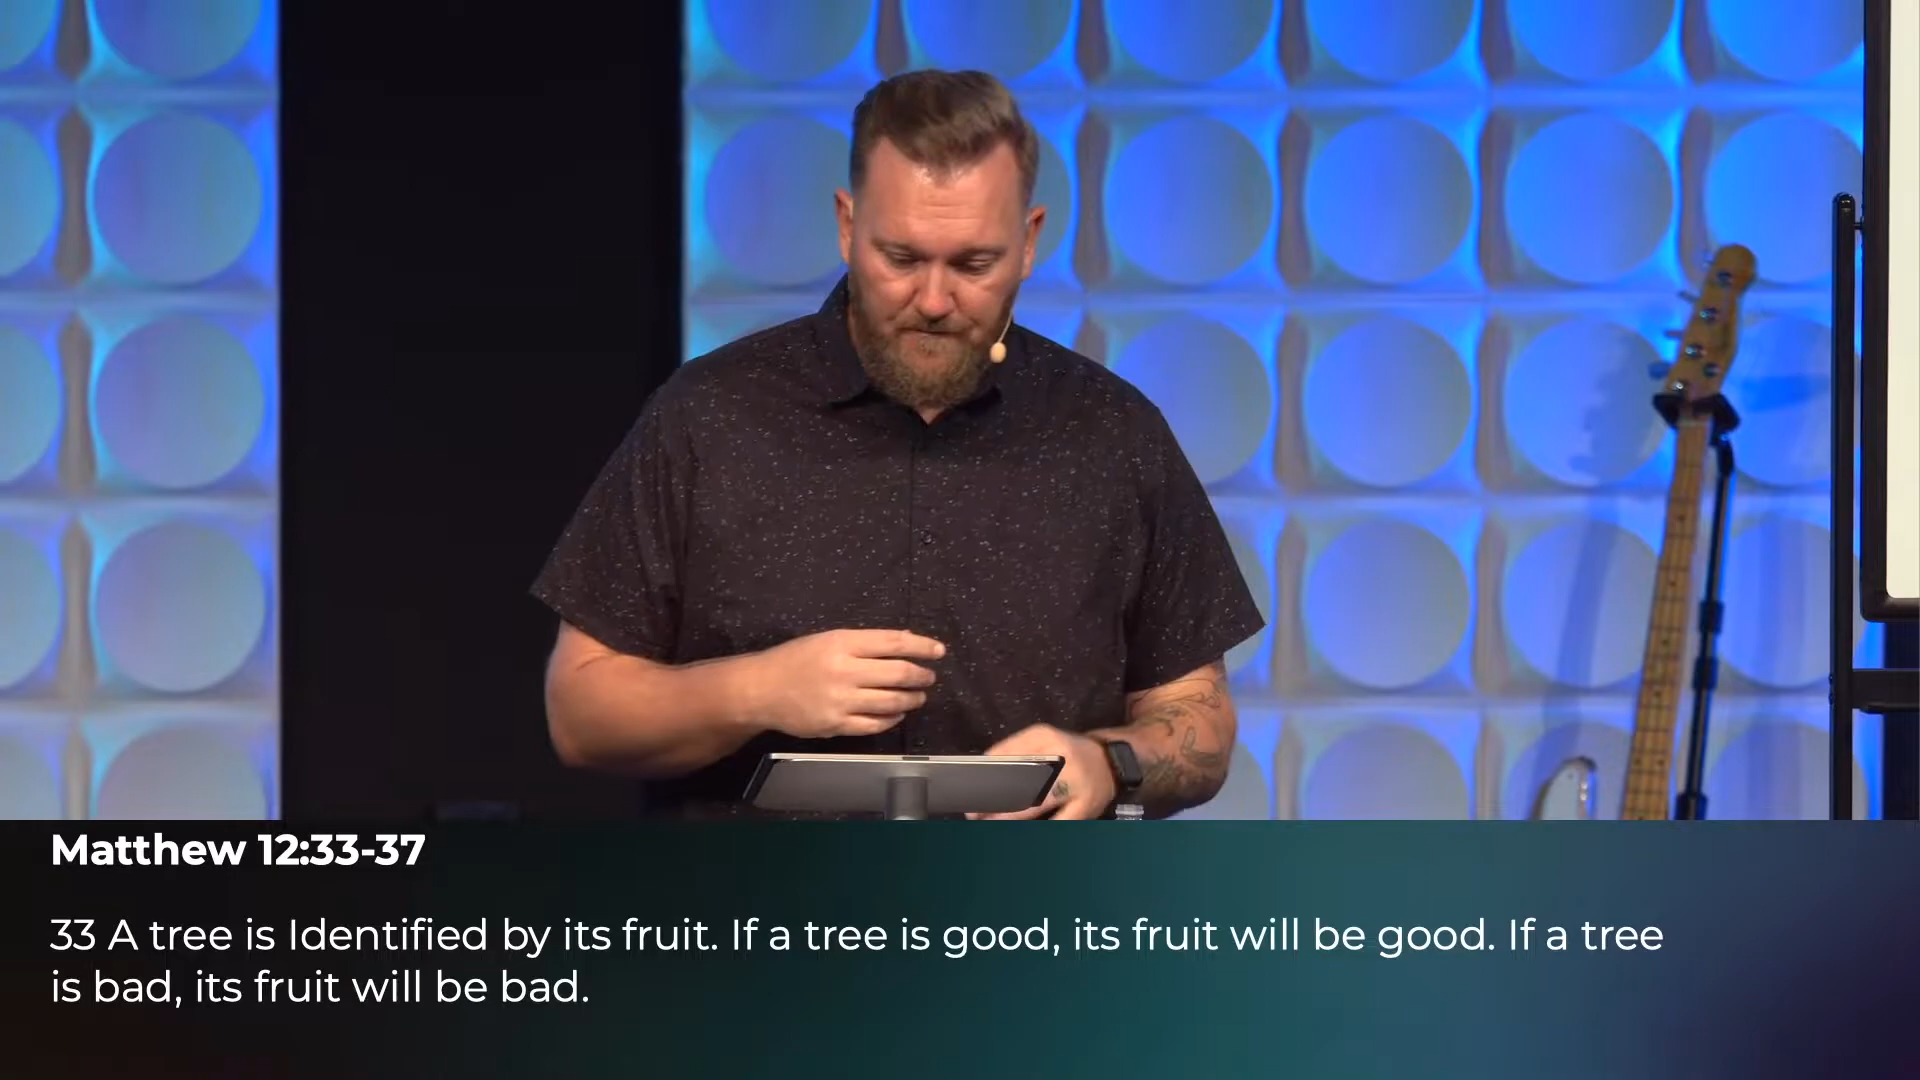 Matthew 12:33-37
33 A tree is Identified by its fruit. If a tree is good, its fruit will be good. If a tree
is bad, its fruit will be bad.